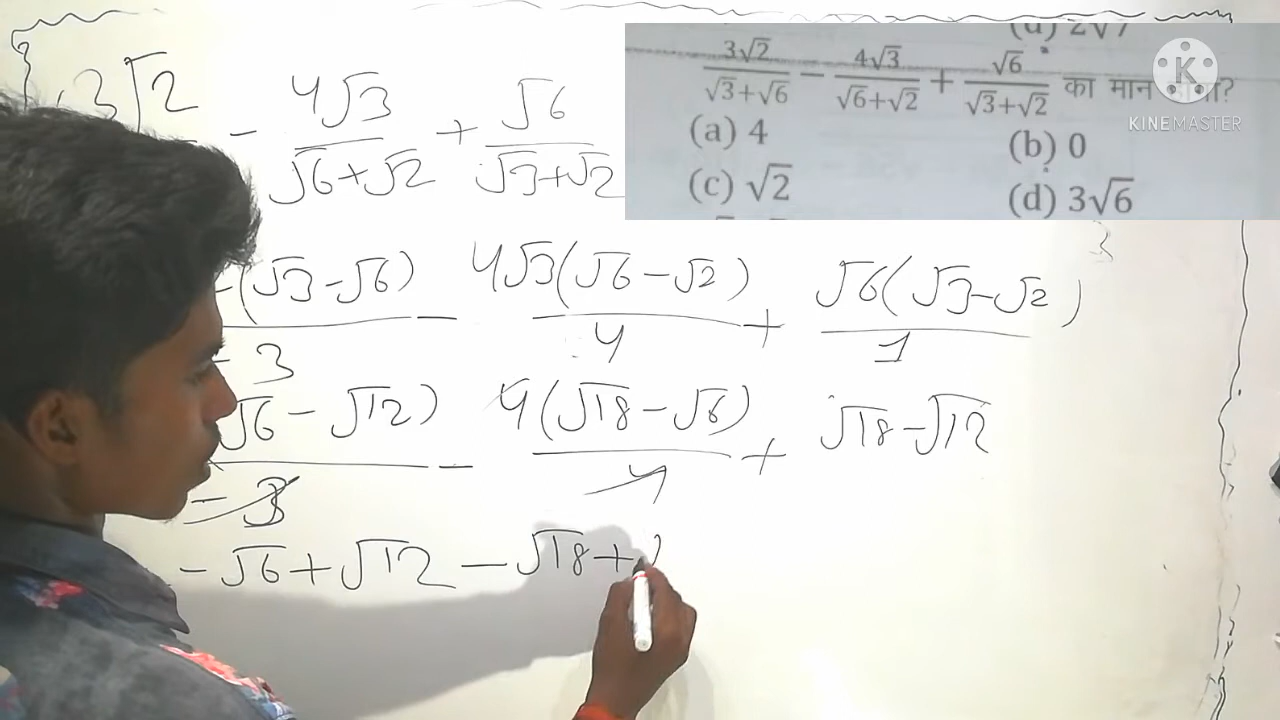 (d) 2√7
3√2/(√3+√6) − 4√3/(√6+√2) + √6/(√3+√2) का मान
(a) 4 (b) 0
(c) √2 (d) 3√6
KINEMASTER
3√2 - 4√3/(√6+√2) + √6/(√3+√2)
(√3-√6)/-3 - 4√3(√6-√2)/4 + √6(√3-√2)/1
√6-√12)/-3 - 4(√18-√6)/4 + √18-√12
-√6+√12-√18+